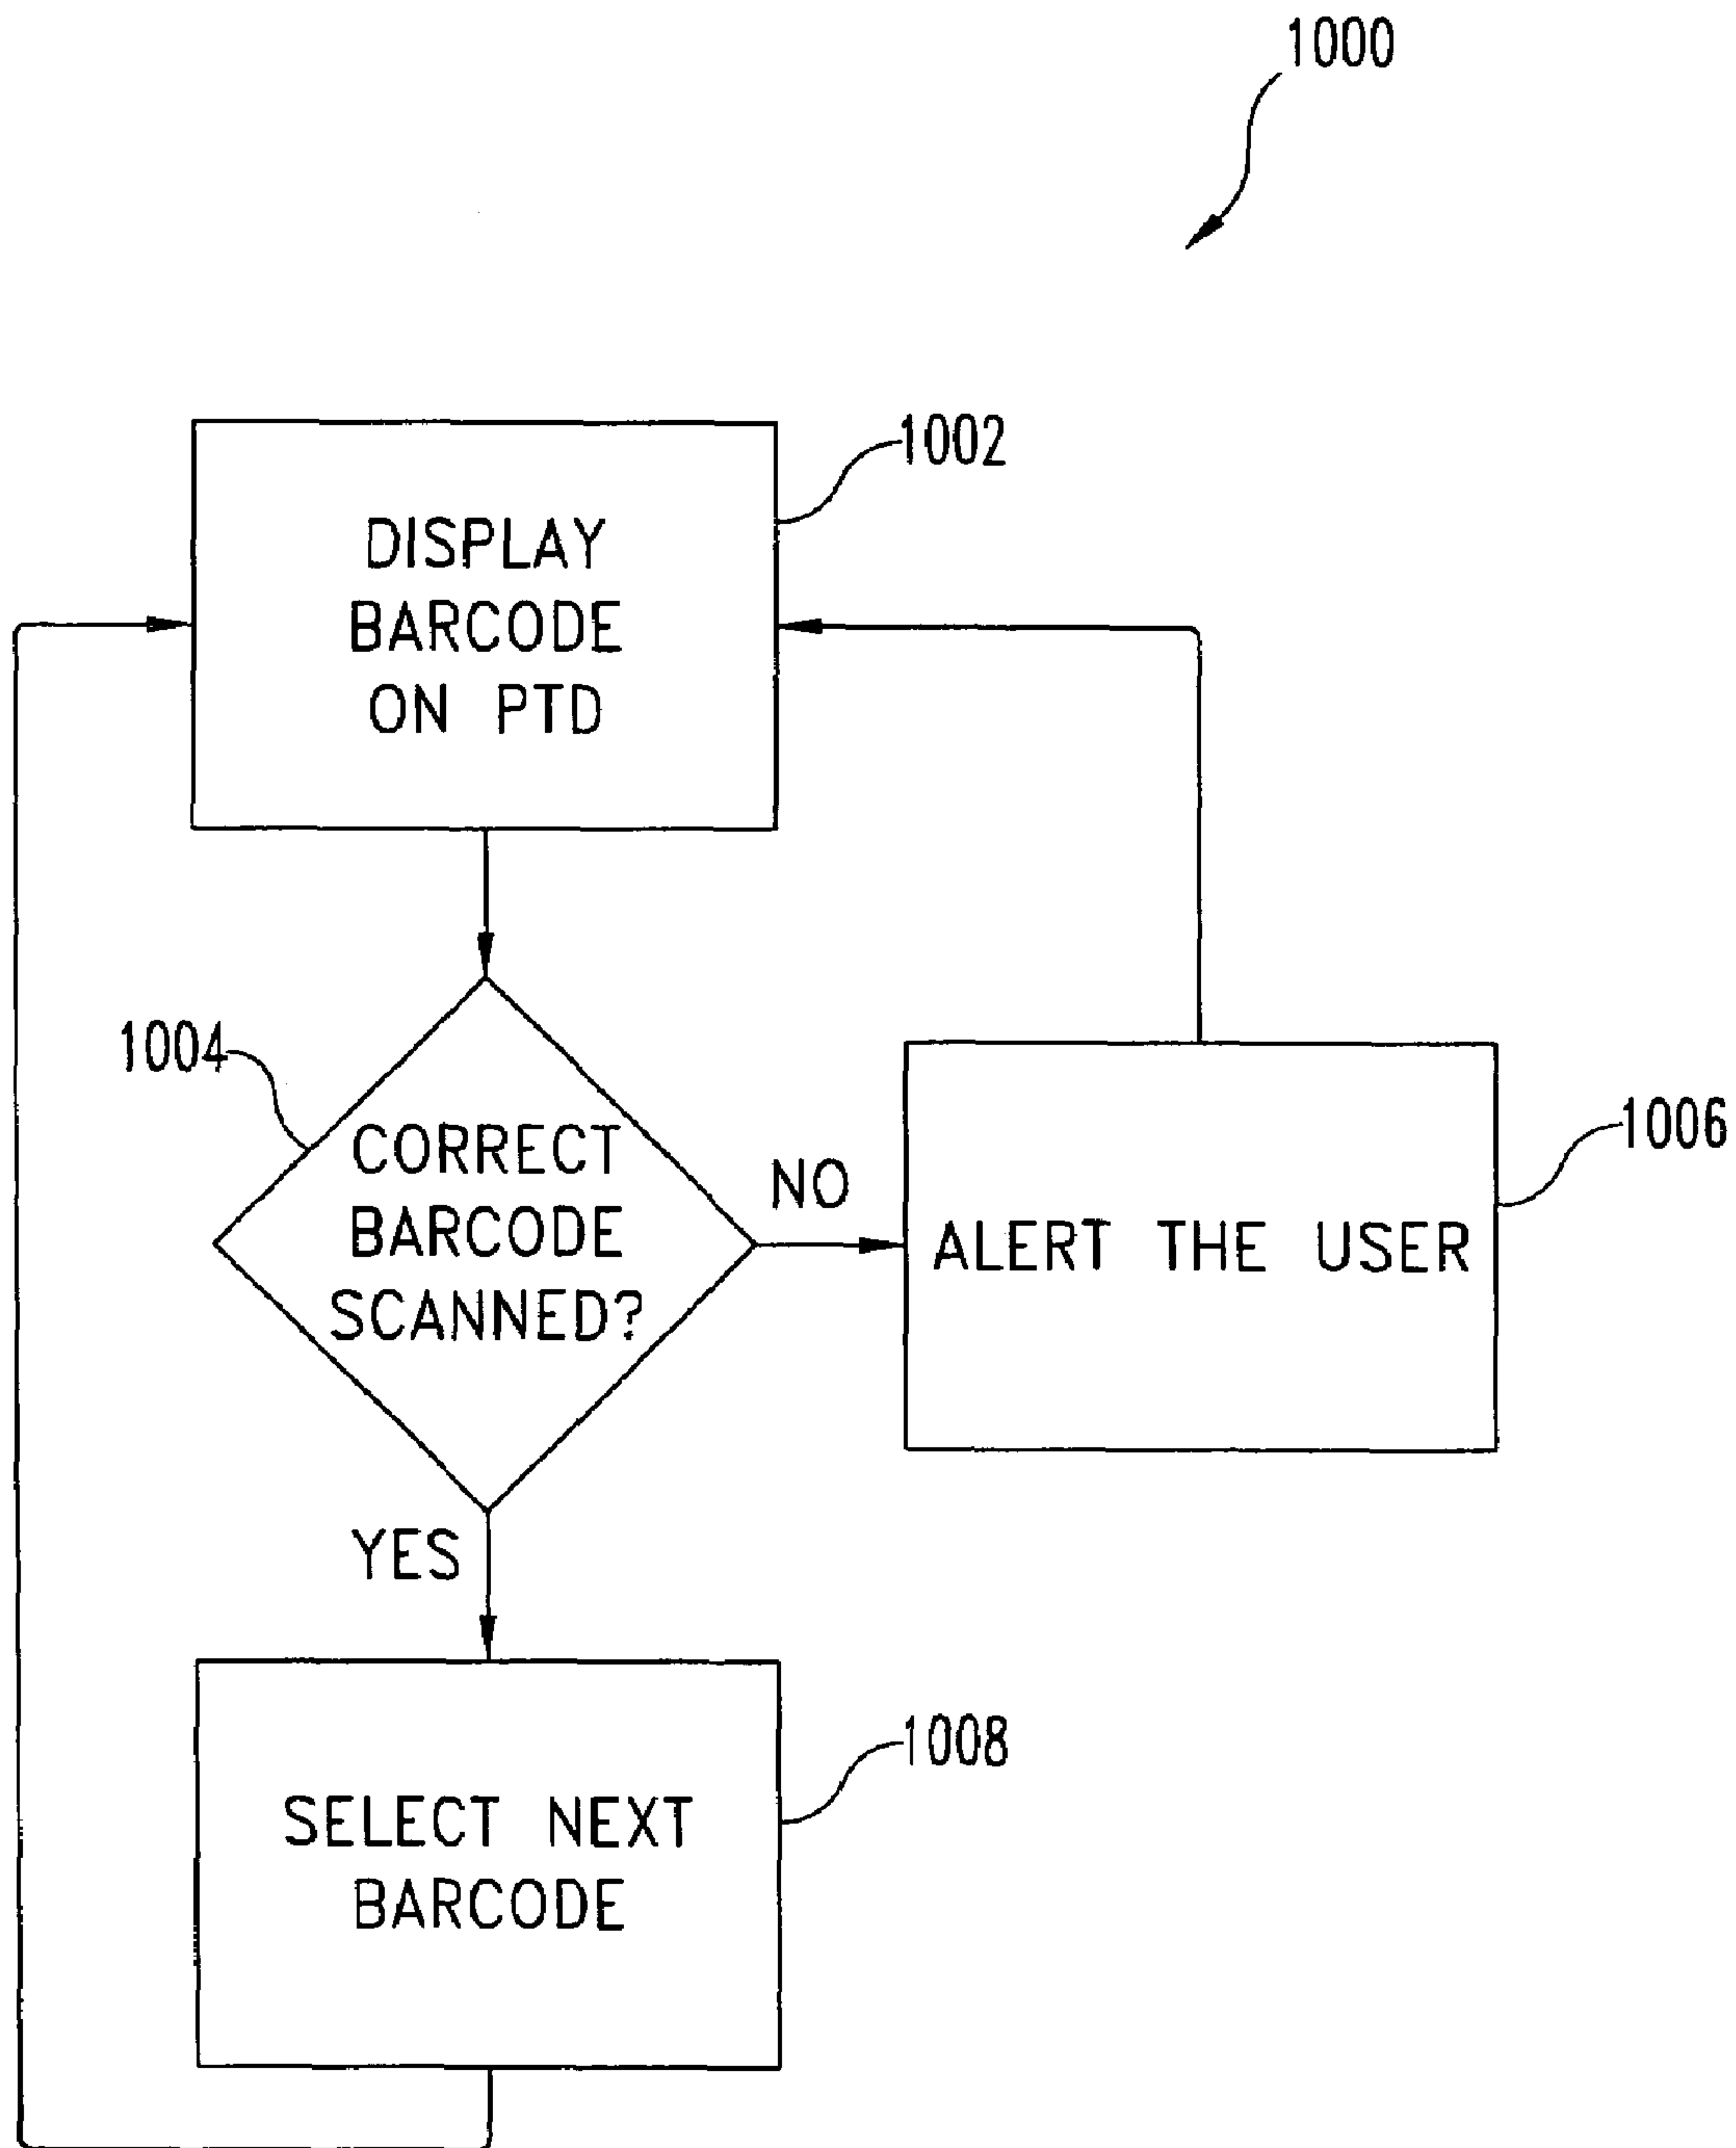 1000
1002
DISPLAY
BARCODE
ON PTD
1004
CORRECT
BARCODE
SCANNED?
NO
1006
ALERT THE USER
YES
1008
SELECT NEXT
BARCODE